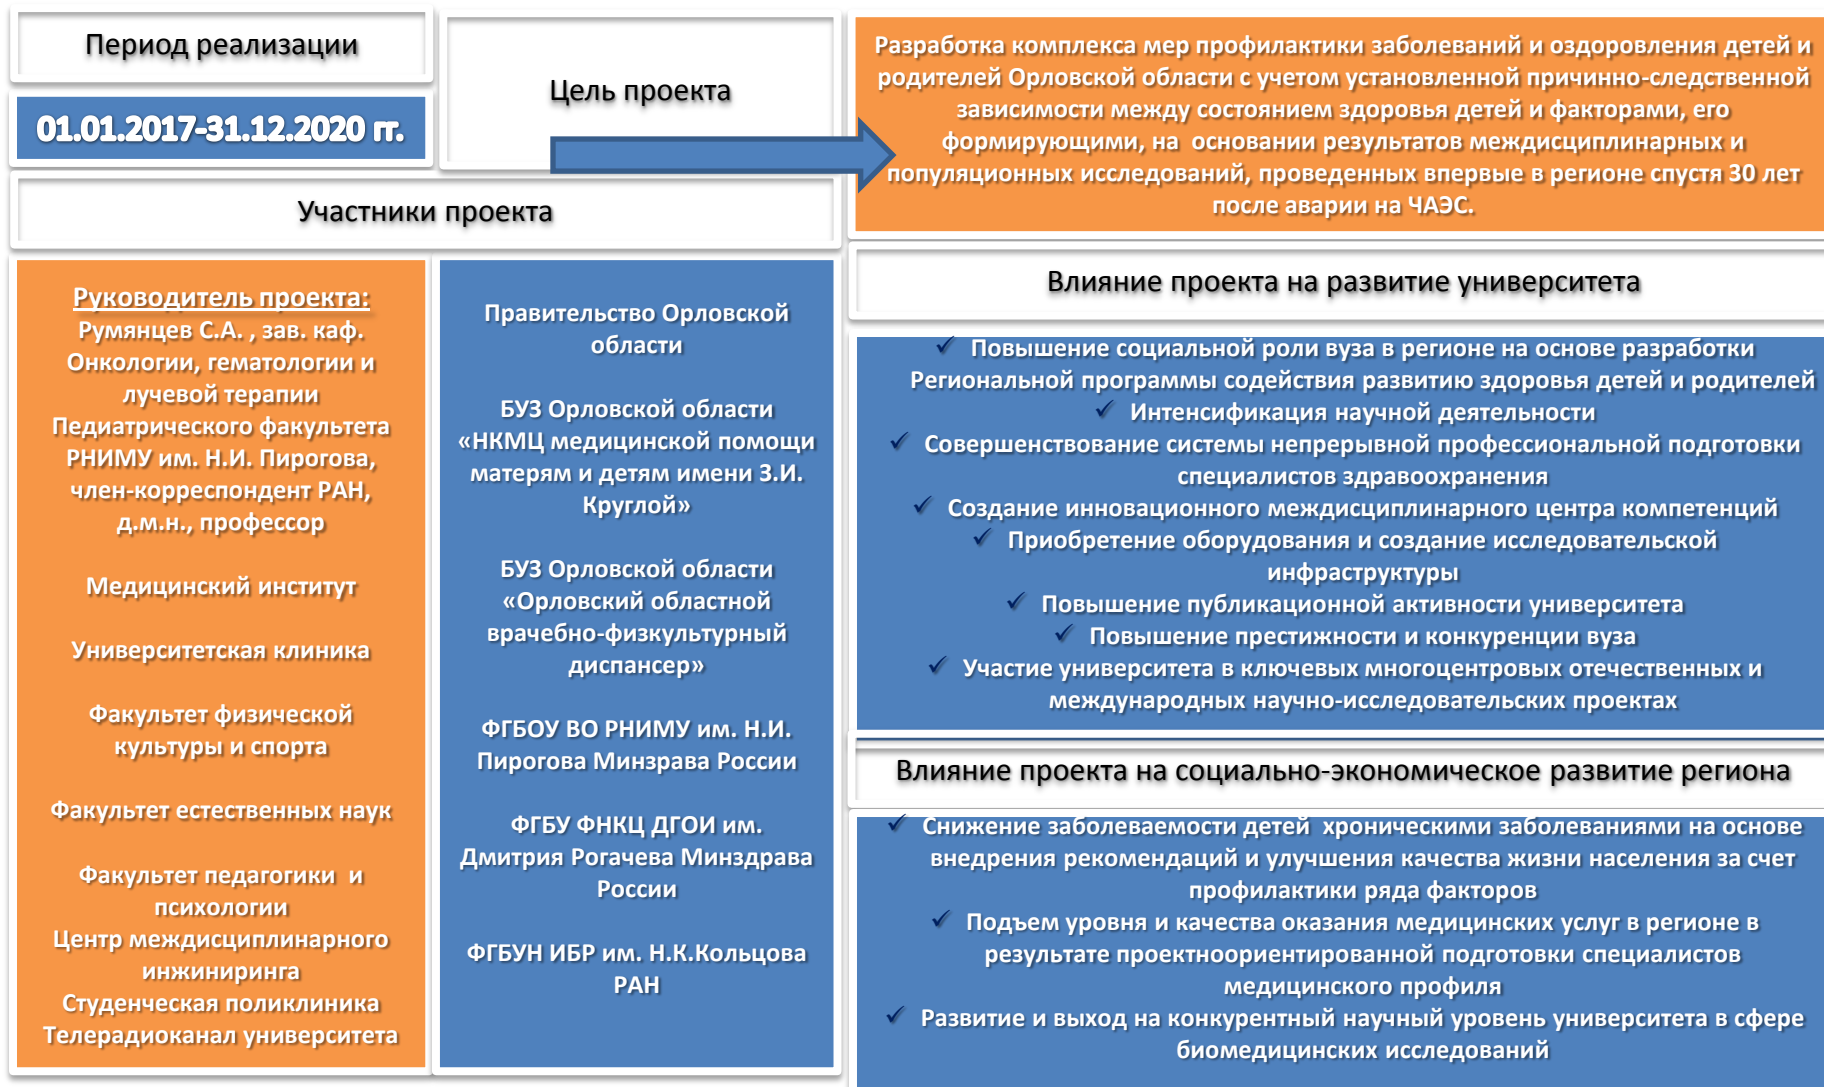 Период реализации
01.01.2017-31.12.2020 гг.
Цель проекта
Разработка комплекса мер профилактики заболеваний и оздоровления детей и
родителей Орловской области с учетом установленной причинно-следственной
зависимости между состоянием здоровья детей и факторами, его
формирующими, на основании результатов междисциплинарных и
популяционных исследований, проведенных впервые в регионе спустя 30 лет
после аварии на ЧАЭС.
Участники проекта
Руководитель проекта:
Румянцев С.А. , зав. каф.
Онкологии, гематологии и
лучевой терапии
Педиатрического факультета
РНИМУ им. Н.И. Пирогова,
член-корреспондент РАН,
д.м.н., профессор
Медицинский институт
Университетская клиника
Факультет физической
культуры и спорта
Факультет естественных наук
Факультет педагогики и
психологии
Центр междисциплинарного
инжиниринга
Студенческая поликлиника
Телерадиоканал университета
Правительство Орловской
области
БУЗ Орловской области
«НКМЦ медицинской помощи
матерям и детям имени З.И.
Круглой»
БУЗ Орловской области
«Орловский областной
врачебно-физкультурный
диспансер»
ФГБОУ ВО РНИМУ им. Н.И.
Пирогова Минзрава России
ФГБУ ФНКЦ ДГОИ им.
Дмитрия Рогачева Минздрава
России
ФГБУН ИБР им. Н.К.Кольцова
РАН
Влияние проекта на развитие университета
✓ Повышение социальной роли вуза в регионе на основе разработки
Региональной программы содействия развитию здоровья детей и родителей
✓ Интенсификация научной деятельности
✓ Совершенствование системы непрерывной профессиональной подготовки
специалистов здравоохранения
✓ Создание инновационного междисциплинарного центра компетенций
✓ Приобретение оборудования и создание исследовательской
инфраструктуры
✓ Повышение публикационной активности университета
✓ Повышение престижности и конкуренции вуза
✓ Участие университета в ключевых многоцентровых отечественных и
международных научно-исследовательских проектах
Влияние проекта на социально-экономическое развитие региона
✓ Снижение заболеваемости детей хроническими заболеваниями на основе
внедрения рекомендаций и улучшения качества жизни населения за счет
профилактики ряда факторов
✓ Подъем уровня и качества оказания медицинских услуг в регионе в
результате проектноориентированной подготовки специалистов
медицинского профиля
✓ Развитие и выход на конкурентный научный уровень университета в сфере
биомедицинских исследований